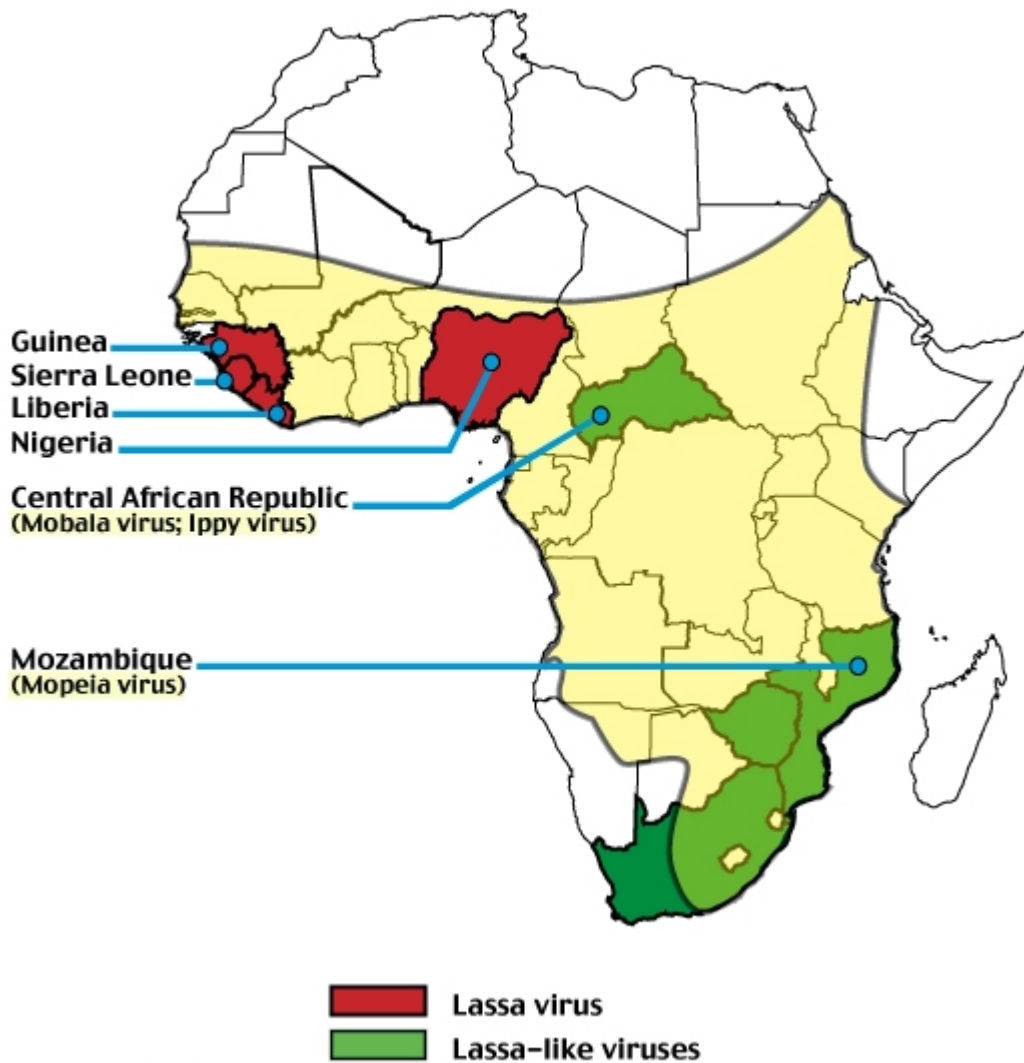 Guinea
Sierra Leone
Liberia
Nigeria
Central African Republic
(Mobala virus; Ippy virus)
Mozambique
(Mopeia virus)
Lassa virus
Lassa-like viruses